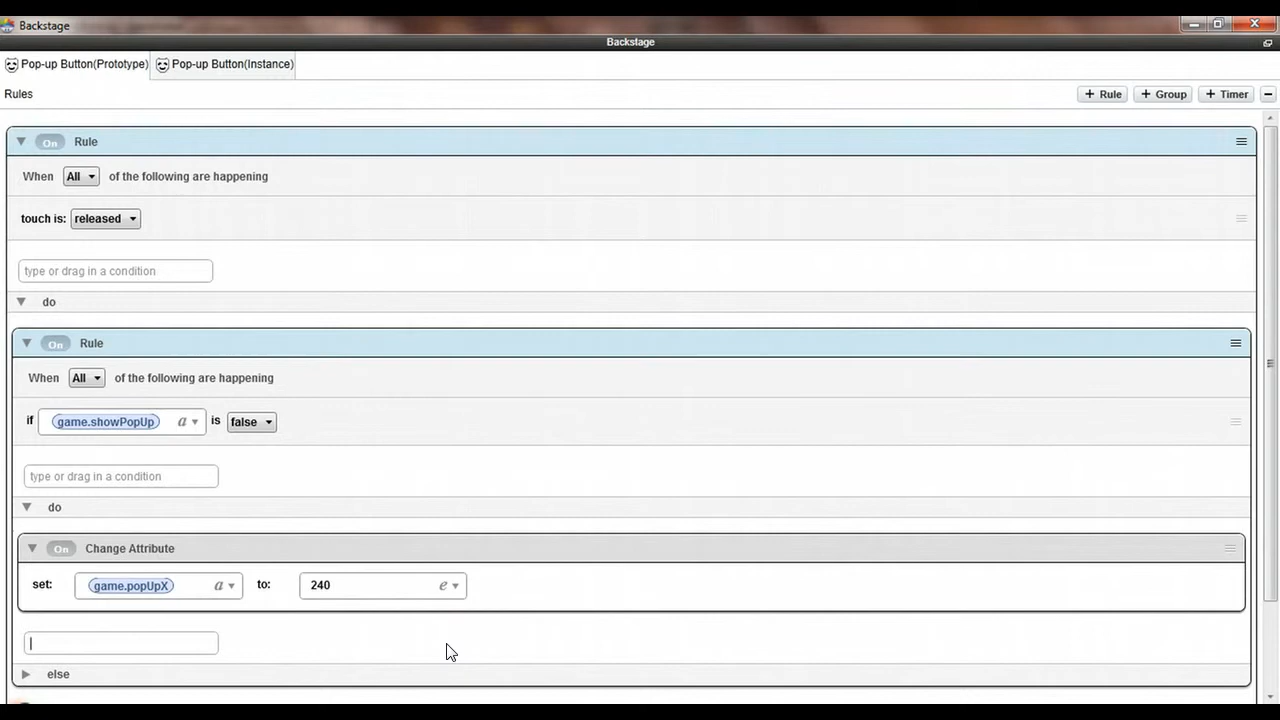 Backstage
Backstage
Pop-up Button(Prototype) Pop-up Button(Instance)
Rules + Rule + Group + Timer
On Rule
When All of the following are happening
touch is: released
type or drag in a condition
do
On Rule
When All of the following are happening
if game.showPopUp a is false
type or drag in a condition
do
On Change Attribute
set: game.popUpX a to: 240 e
else